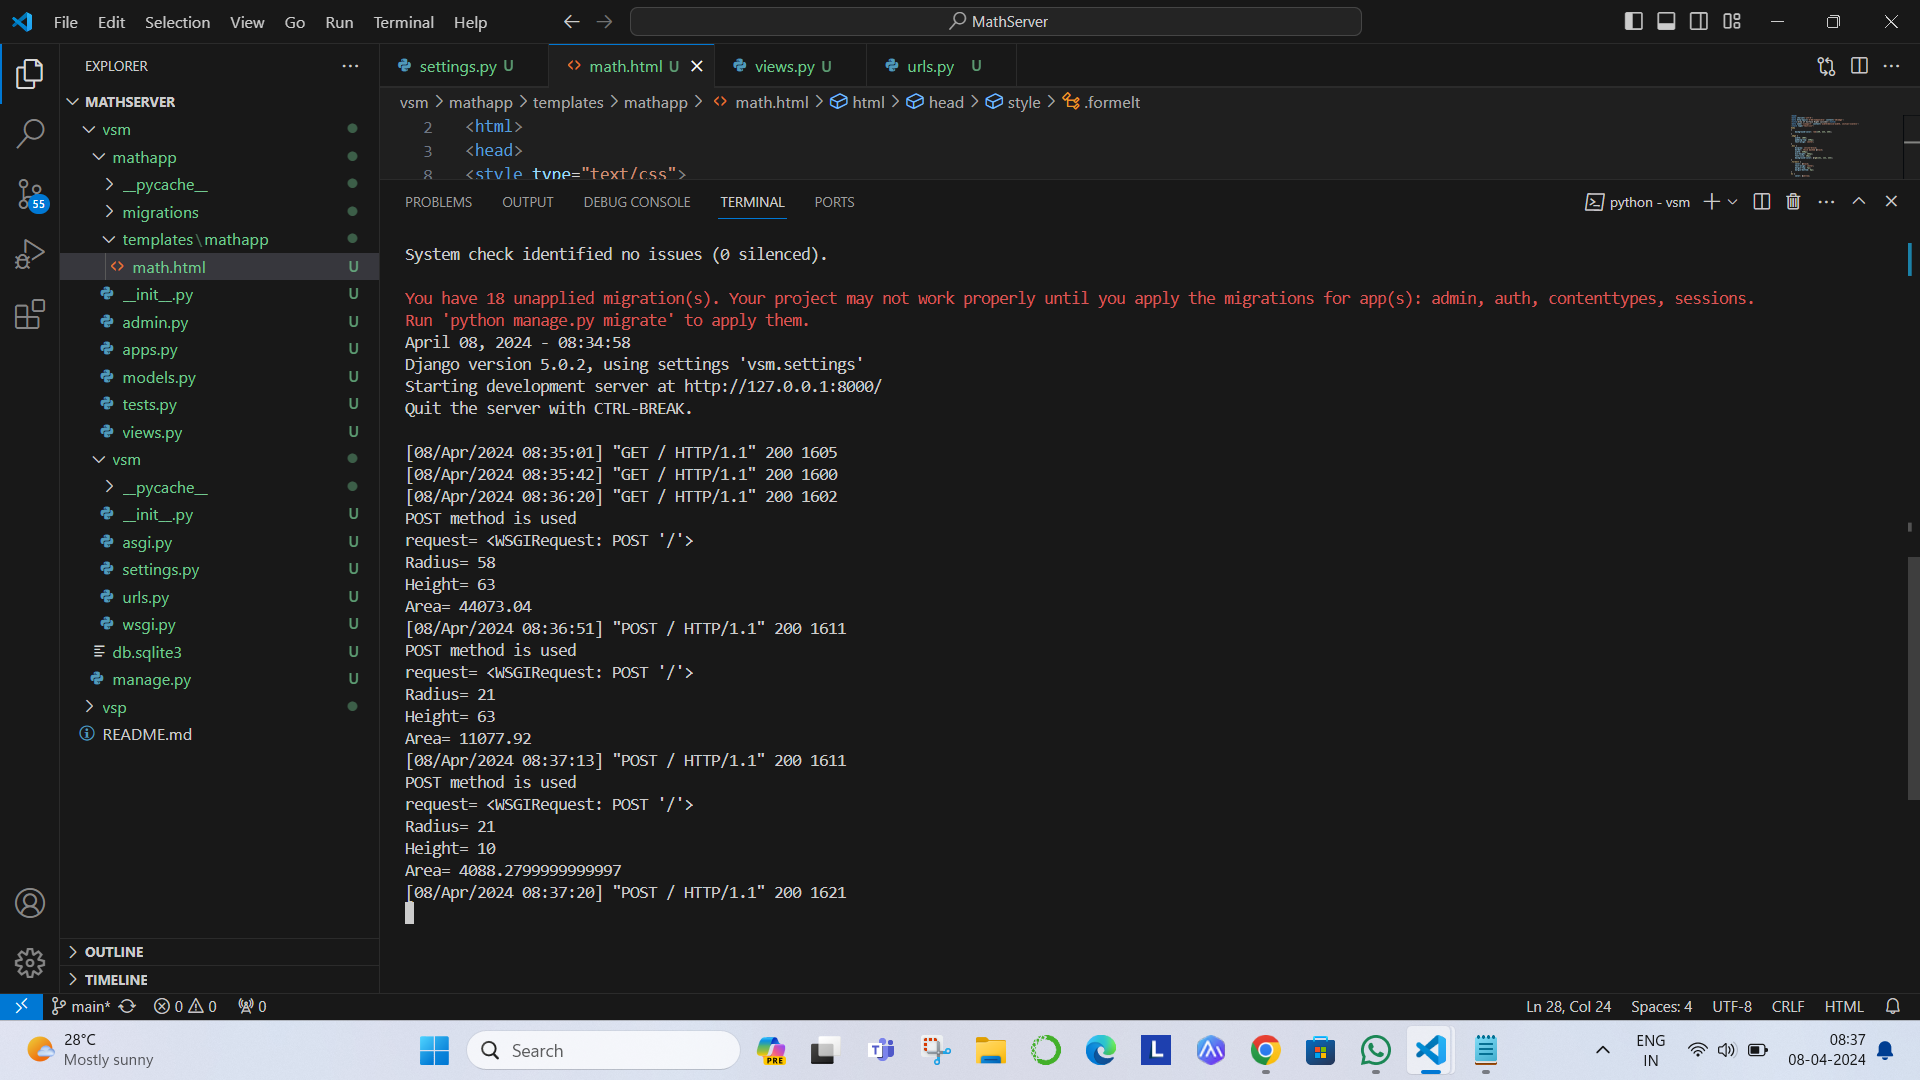 File Edit Selection View Go Run Terminal Help
MathServer
EXPLORER
MATHSERVER
vsm
mathapp
__pycache__
migrations
templates\mathapp
math.html U
__init__.py U
admin.py U
apps.py U
models.py U
tests.py U
views.py U
vsm
__pycache__
__init__.py U
asgi.py U
settings.py U
urls.py U
wsgi.py U
db.sqlite3 U
manage.py U
vsp
README.md
OUTLINE
TIMELINE
55
settings.py U
math.html U
views.py U
urls.py U
vsm > mathapp > templates > mathapp > math.html > html > head > style > .formelt
2 <html>
3 <head>
8 <style type="text/css">
PROBLEMS OUTPUT DEBUG CONSOLE TERMINAL PORTS
python - vsm
System check identified no issues (0 silenced).
You have 18 unapplied migration(s). Your project may not work properly until you apply the migrations for app(s): admin, auth, contenttypes, sessions.
Run 'python manage.py migrate' to apply them.
April 08, 2024 - 08:34:58
Django version 5.0.2, using settings 'vsm.settings'
Starting development server at http://127.0.0.1:8000/
Quit the server with CTRL-BREAK.
[08/Apr/2024 08:35:01] "GET / HTTP/1.1" 200 1605
[08/Apr/2024 08:35:42] "GET / HTTP/1.1" 200 1600
[08/Apr/2024 08:36:20] "GET / HTTP/1.1" 200 1602
POST method is used
request= <WSGIRequest: POST '/'>
Radius= 58
Height= 63
Area= 44073.04
[08/Apr/2024 08:36:51] "POST / HTTP/1.1" 200 1611
POST method is used
request= <WSGIRequest: POST '/'>
Radius= 21
Height= 63
Area= 11077.92
[08/Apr/2024 08:37:13] "POST / HTTP/1.1" 200 1611
POST method is used
request= <WSGIRequest: POST '/'>
Radius= 21
Height= 10
Area= 4088.2799999999997
[08/Apr/2024 08:37:20] "POST / HTTP/1.1" 200 1621
main* 0 0 0
Ln 28, Col 24 Spaces: 4 UTF-8 CRLF HTML
28°C
Mostly sunny
Search
PRE
L
ENG
IN
08:37
08-04-2024